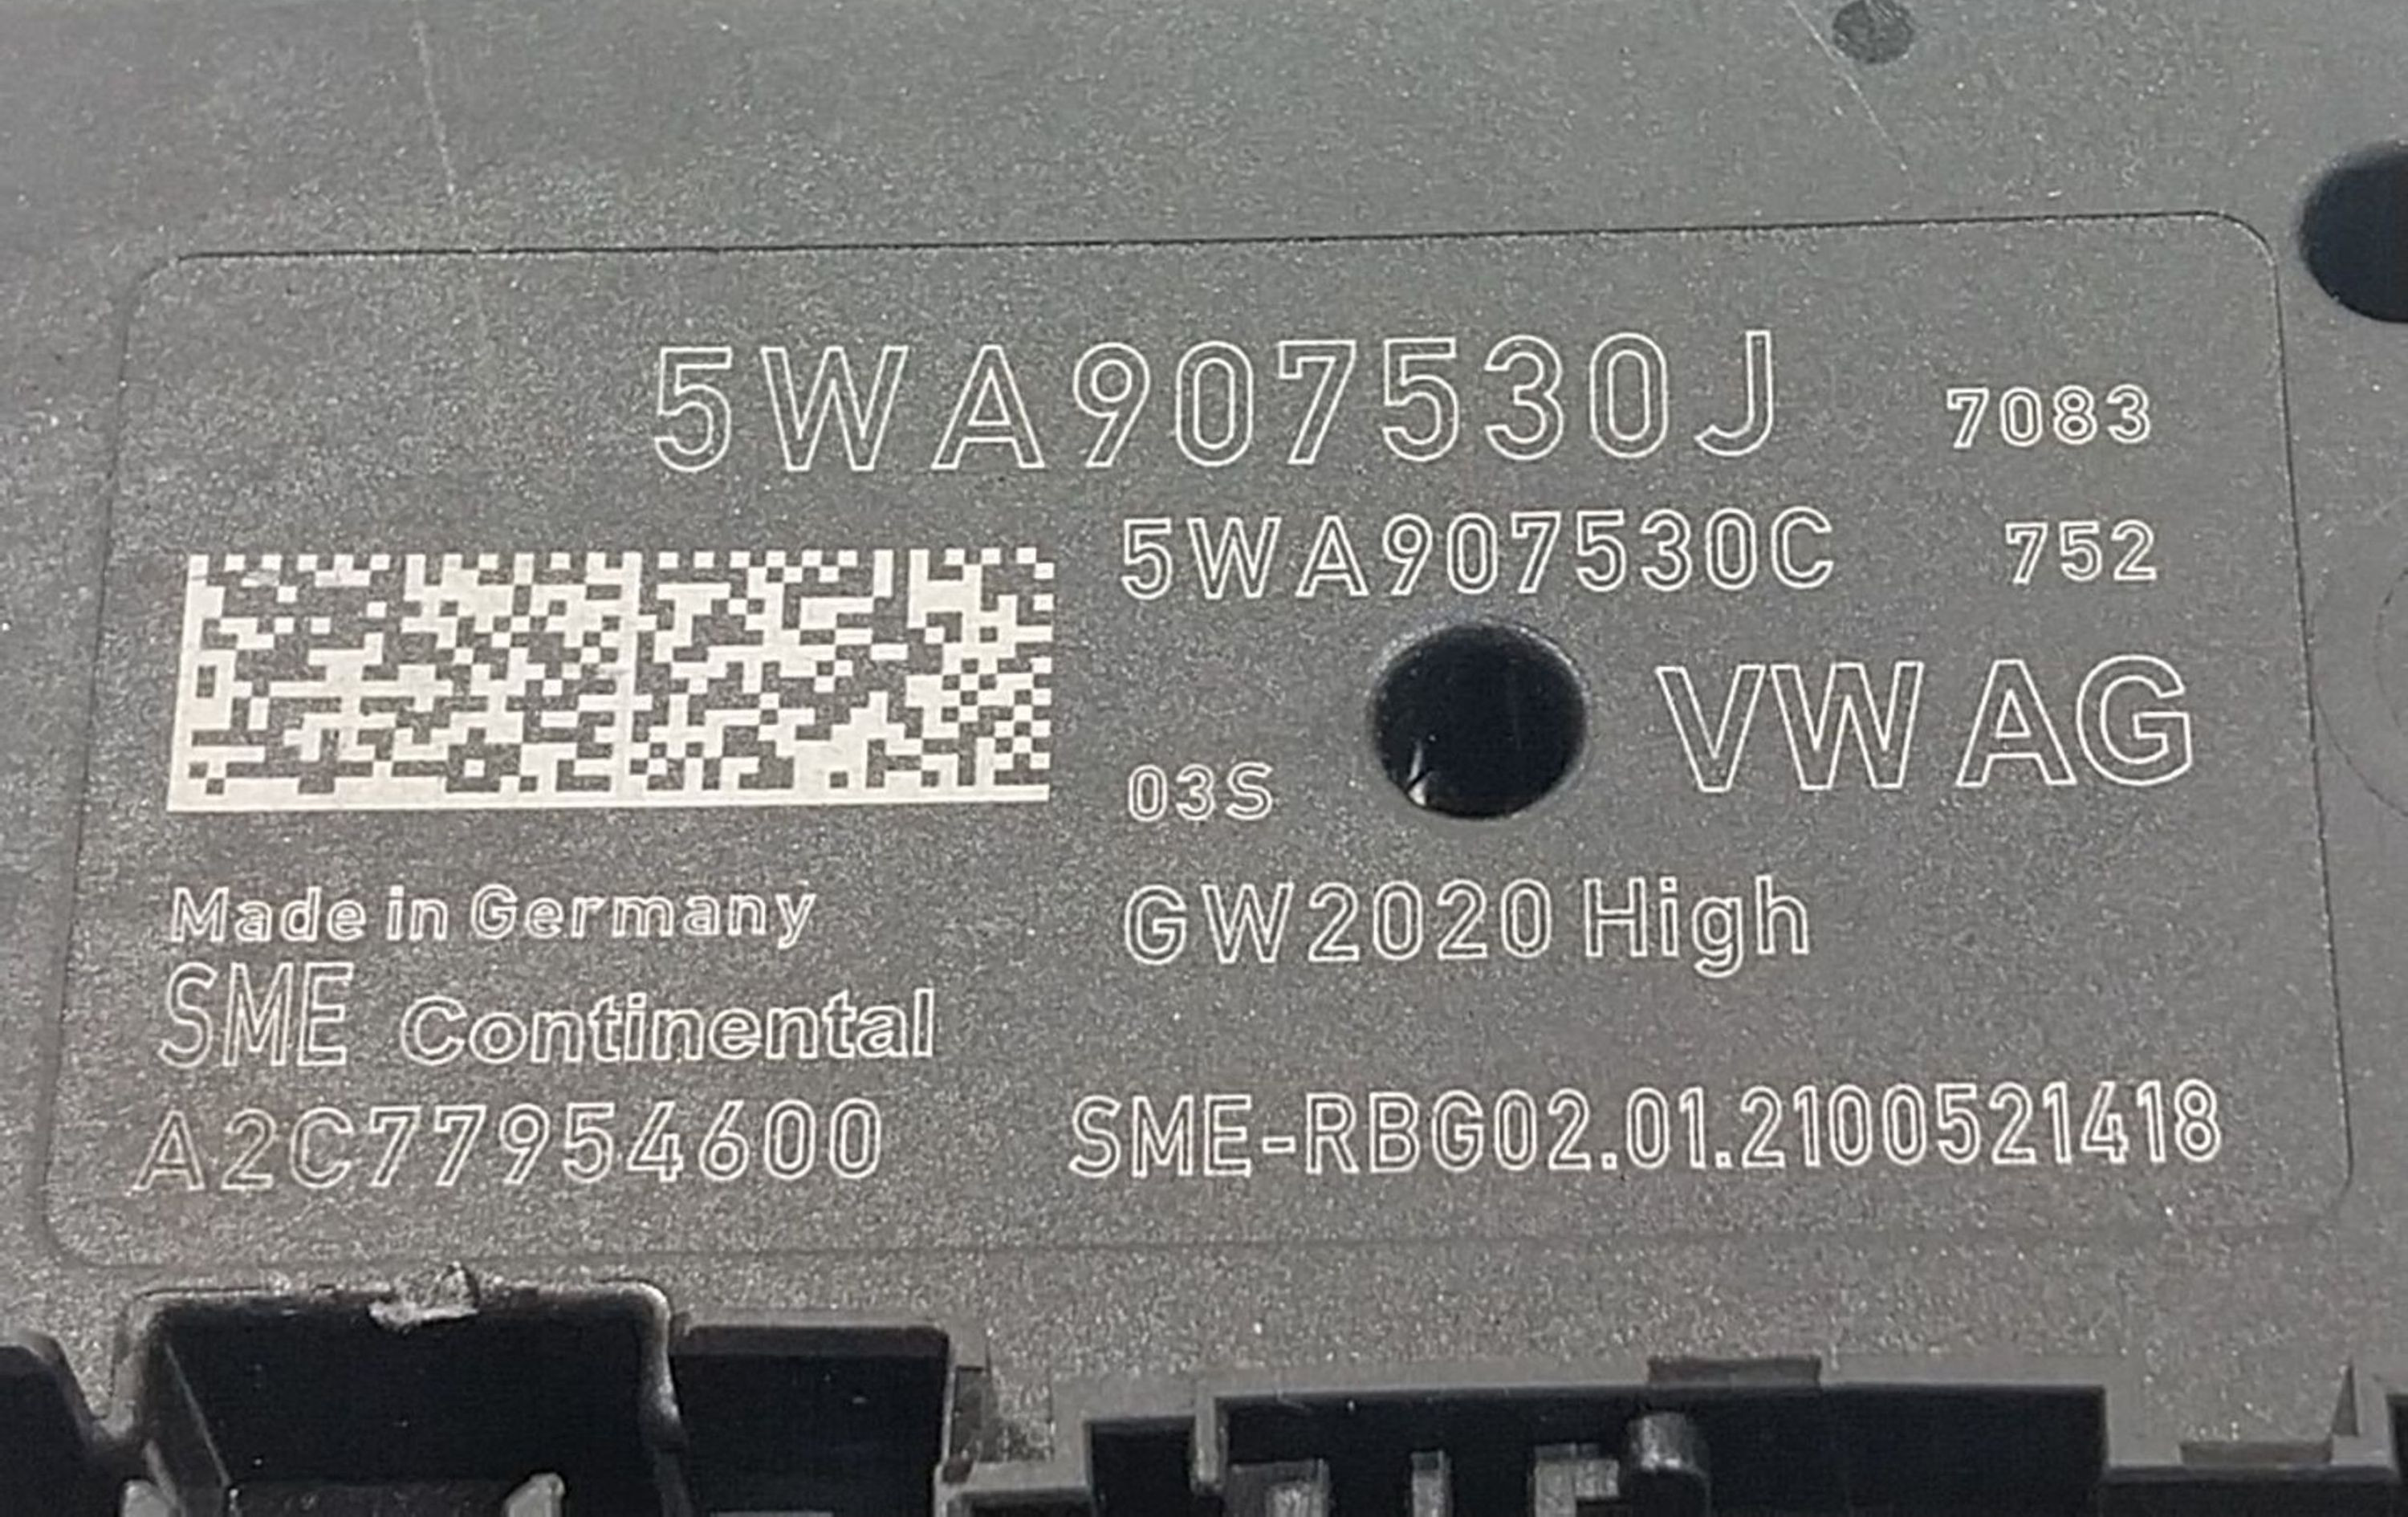 5WA907530J 7083
5WA907530C 752
VW AG
03S
Made in Germany
GW2020 High
SME Continental
A2C77954600
SME-RBG02.01.2100521418